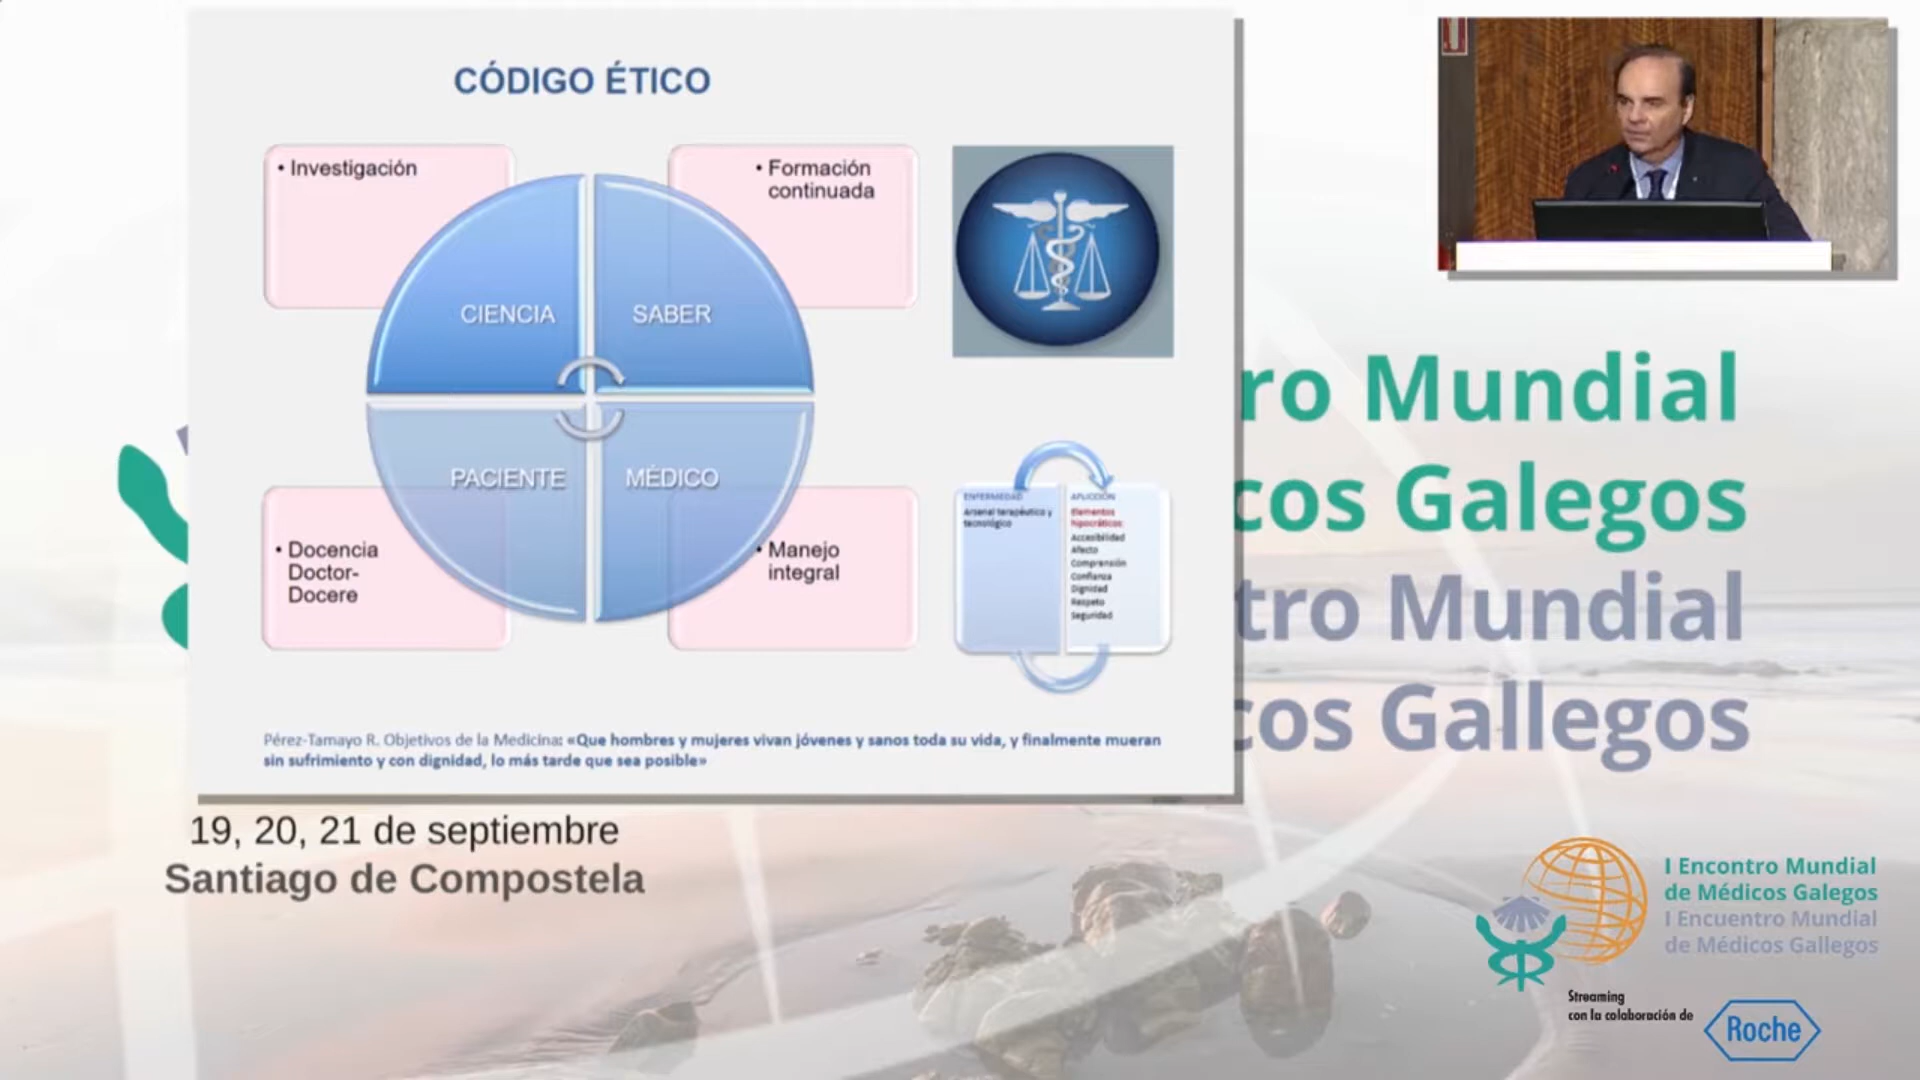 CÓDIGO ÉTICO
• Investigación
• Formación
continuada
CIENCIA
SABER
PACIENTE
MÉDICO
• Docencia
Doctor-
Docere
• Manejo
integral
ENFERMEDAD
Arsenal terapéutico y
tecnológico
Elementos
hipocráticos:
Accesibilidad
Afecto
Comprensión
Confianza
Dignidad
Respeto
Seguridad
Pérez-Tamayo R. Objetivos de la Medicina: «Que hombres y mujeres vivan jóvenes y sanos toda su vida, y finalmente mueran
sin sufrimiento y con dignidad, lo más tarde que sea posible»
ro Mundial
cos Galegos
tro Mundial
cos Gallegos
19, 20, 21 de septiembre
Santiago de Compostela
I Encontro Mundial
de Médicos Galegos
I Encuentro Mundial
de Médicos Gallegos
Streaming
con la colaboración de
Roche